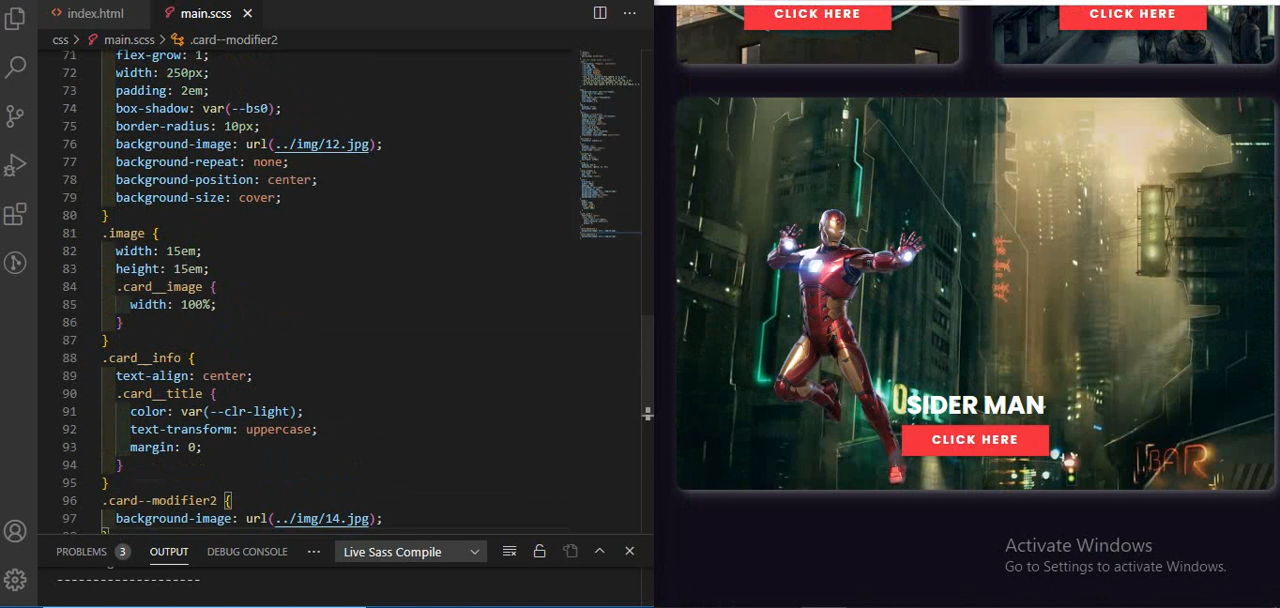 index.html
main.scss
css > main.scss > .card--modifier2
71 flex-grow: 1;
72 width: 250px;
73 padding: 2em;
74 box-shadow: var(--bs0);
75 border-radius: 10px;
76 background-image: url(../img/12.jpg);
77 background-repeat: none;
78 background-position: center;
79 background-size: cover;
80 }
81 .image {
82 width: 15em;
83 height: 15em;
84 .card__image {
85 width: 100%;
86 }
87 }
88 .card__info {
89 text-align: center;
90 .card__title {
91 color: var(--clr-light);
92 text-transform: uppercase;
93 margin: 0;
94 }
95 }
96 .card--modifier2 {
97 background-image: url(../img/14.jpg);
PROBLEMS 3 OUTPUT DEBUG CONSOLE ··· Live Sass Compile
--------------------
CLICK HERE
CLICK HERE
SIDER MAN
CLICK HERE
BAR
Activate Windows
Go to Settings to activate Windows.